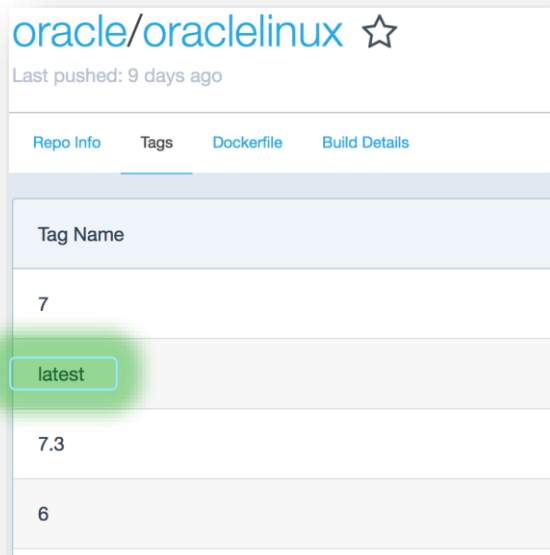 oracle/oraclelinux
Last pushed: 9 days ago
Repo Info Tags Dockerfile Build Details
Tag Name
7
latest
7.3
6